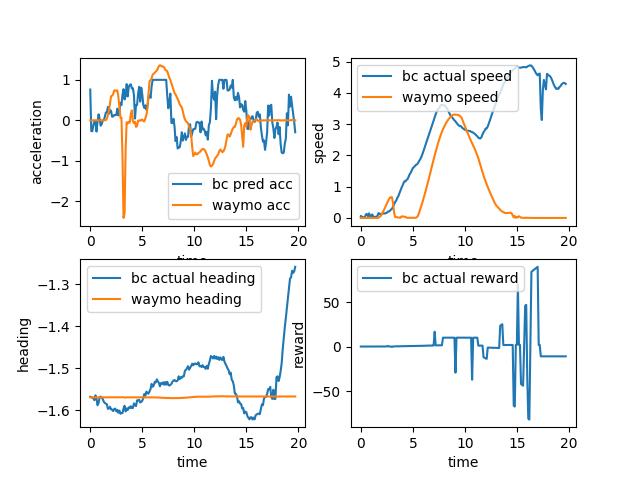 acceleration
1
0
−1
−2
bc pred acc
waymo acc
0
5
10
15
20
time
speed
5
4
3
2
1
0
bc actual speed
waymo speed
0
5
10
15
20
heading
−1.3
−1.4
−1.5
−1.6
bc actual heading
waymo heading
0
5
10
15
20
time
reward
50
0
−50
bc actual reward
0
5
10
15
20
time